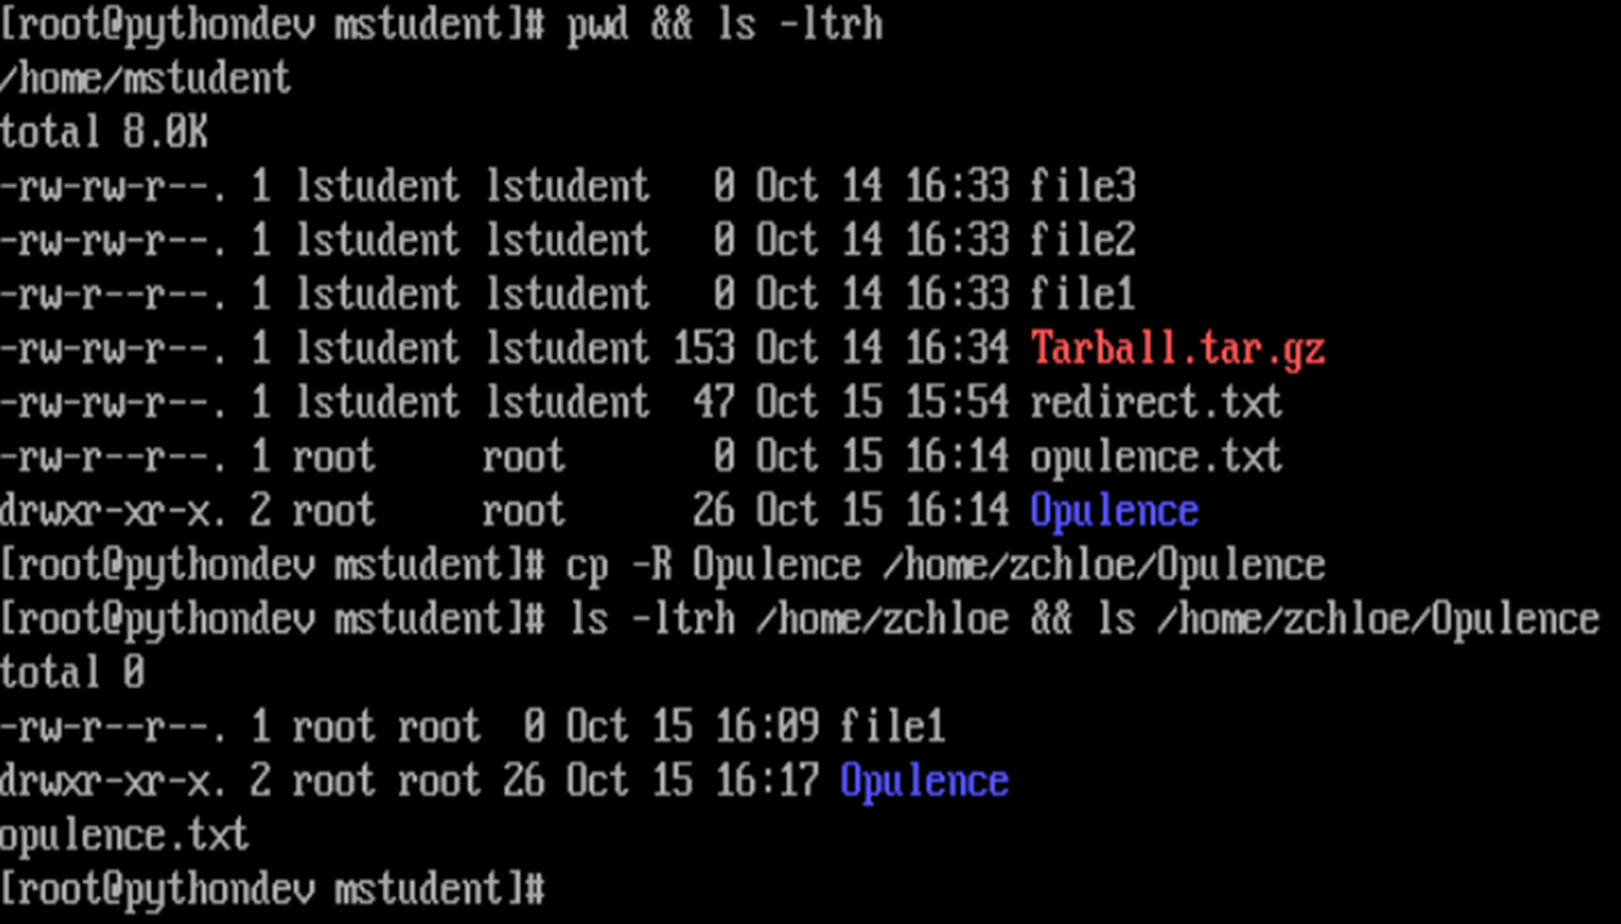 [root@pythondev mstudent]# pwd && ls -ltrh
/home/mstudent
total 8.0K
-rw-rw-r--. 1 lstudent lstudent   0 Oct 14 16:33 file3
-rw-rw-r--. 1 lstudent lstudent   0 Oct 14 16:33 file2
-rw-r--r--. 1 lstudent lstudent   0 Oct 14 16:33 file1
-rw-rw-r--. 1 lstudent lstudent 153 Oct 14 16:34 Tarball.tar.gz
-rw-rw-r--. 1 lstudent lstudent  47 Oct 15 15:54 redirect.txt
-rw-r--r--. 1 root     root       0 Oct 15 16:14 opulence.txt
drwxr-xr-x. 2 root     root      26 Oct 15 16:14 Opulence
[root@pythondev mstudent]# cp -R Opulence /home/zchloe/Opulence
[root@pythondev mstudent]# ls -ltrh /home/zchloe && ls /home/zchloe/Opulence
total 0
-rw-r--r--. 1 root root  0 Oct 15 16:09 file1
drwxr-xr-x. 2 root root 26 Oct 15 16:17 Opulence
opulence.txt
[root@pythondev mstudent]#